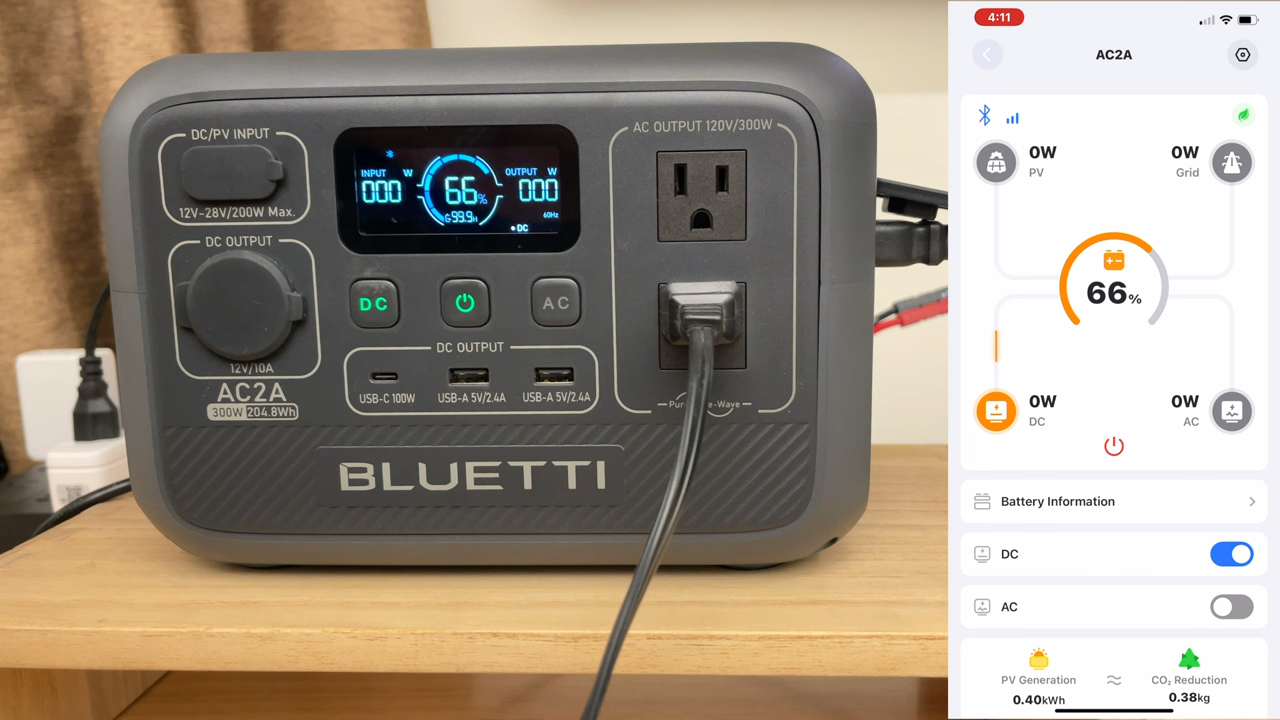 DC/PV INPUT
12V-28V/200W Max.
DC OUTPUT
12V/10A
AC2A
300W 204.8Wh
INPUT W
000
66%
99.9H
OUTPUT W
000
60Hz
DC
DC
AC
DC OUTPUT
USB-C 100W
USB-A 5V/2.4A
USB-A 5V/2.4A
AC OUTPUT 120V/300W
BLUETTI
4:11
AC2A
0W
PV
0W
Grid
66%
0W
DC
0W
AC
Battery Information
DC
AC
PV Generation
0.40kWh
≈
CO₂ Reduction
0.38kg